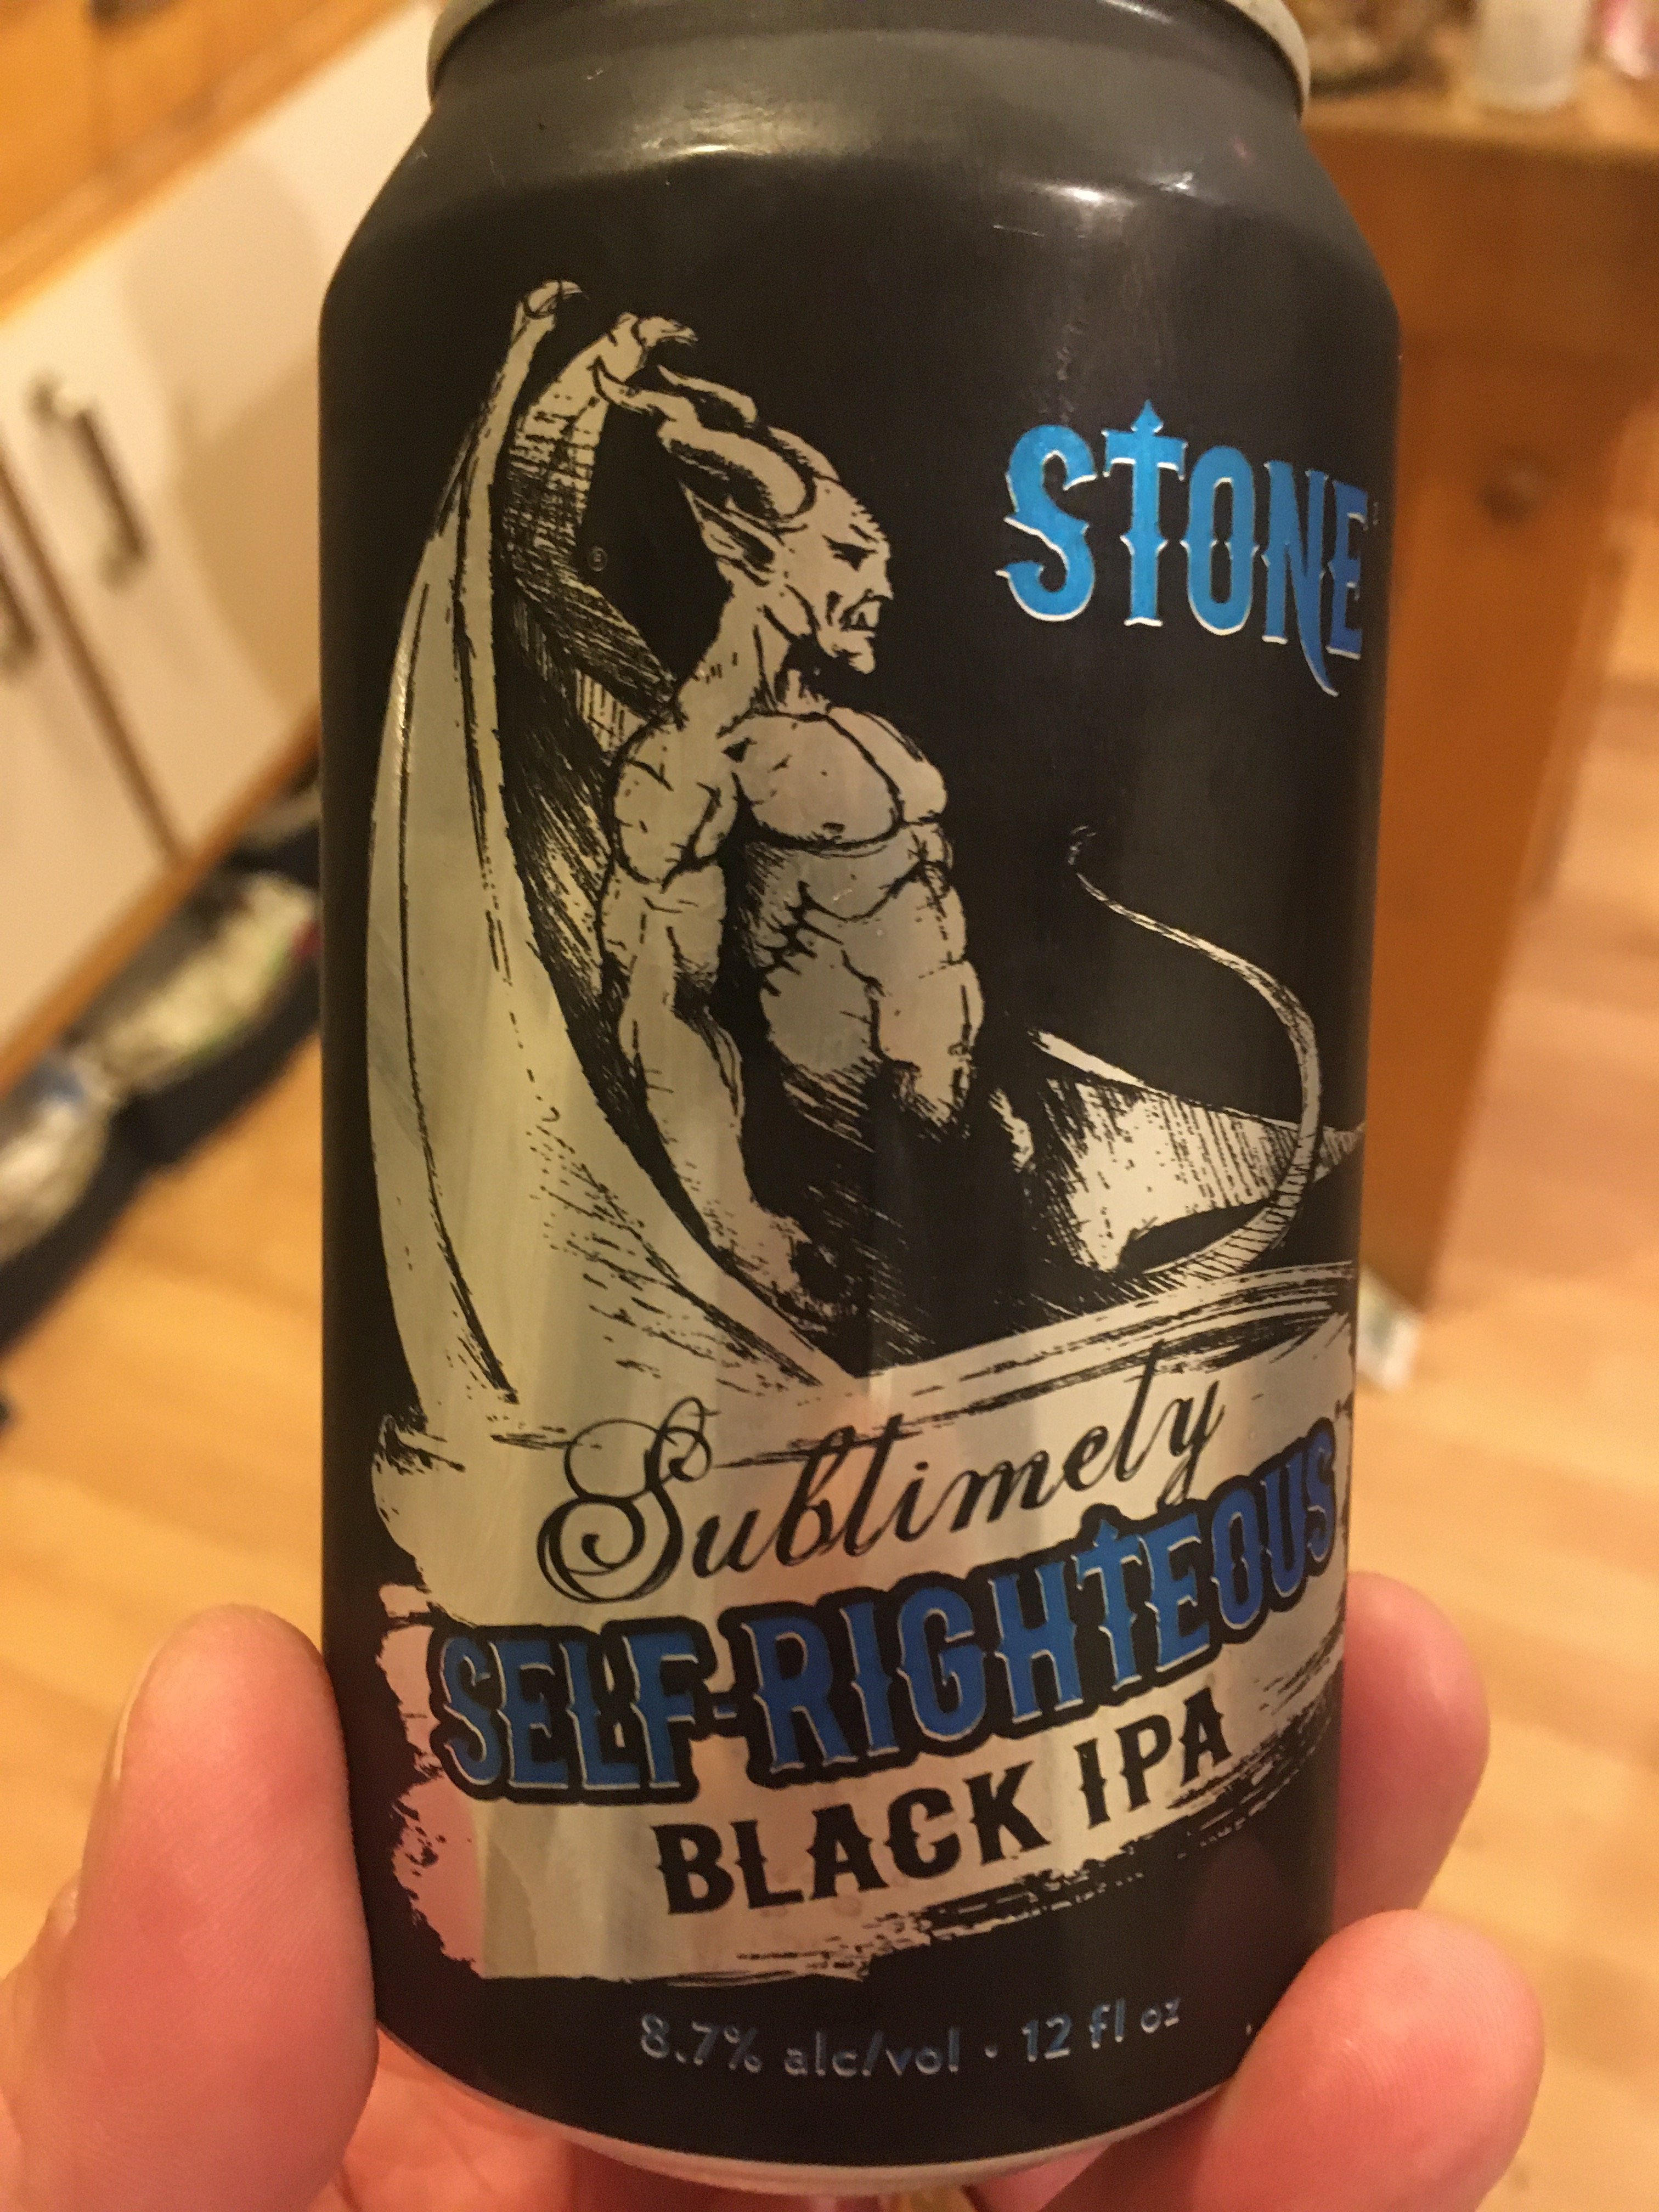 STONE
Sublimely
SELF-RIGHTEOUS
BLACK IPA
8.7% alc/vol · 12 fl oz